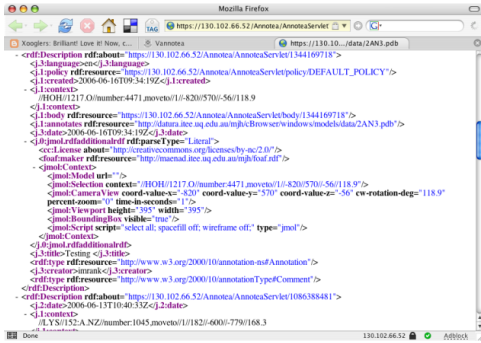 Mozilla Firefox
https://130.102.66.52/Annotea/AnnoteaServlet
G
TAG
Xooglers: Brilliant! Love it! Now, c...
Vannotea
https://130.10... /data/2AN3.pdb
- <rdf:Description rdf:about="https://130.102.66.52/Annotea/AnnoteaServlet/1344169718">
<j.3:language>en</j.3:language>
<j.1:policy rdf:resource="https://130.102.66.52/Annotea/AnnoteaServlet/policy/DEFAULT_POLICY"/>
<j.1:created>2006-06-16T09:34:19Z</j.1:created>
- <j.1:context>
//HOH//1217.O//number:4471,moveto//1//-820//570//-56//118.9
</j.1:context>
<j.1:body rdf:resource="https://130.102.66.52/Annotea/AnnoteaServlet/body/1344169718"/>
<j.1:annotates rdf:resource="http://datura.itee.uq.edu.au/mjh/cBrowser/windows/models/data/2AN3.pdb"/>
<j.3:date>2006-06-16T09:34:19Z</j.3:date>
- <j.0:jmol.rdfadditionalrdf rdf:parseType="Literal">
<cc:License rdf:about="http://creativecommons.org/licenses/by-nc/2.0/"/>
<foaf:maker rdf:resource="http://maenad.itee.uq.edu.au/mjh/foaf.rdf"/>
- <jmol:Context>
<jmol:Model url=""/>
<jmol:Selection context="//HOH//1217.O//number:4471,moveto//1//-820//570//-56//118.9"/>
<jmol:CameraView coord-value-x="-820" coord-value-y="570" coord-value-z="-56" cw-rotation-deg="118.9"
percent-zoom="0" time-in-seconds="1"/>
<jmol:Viewport height="395" width="395"/>
<jmol:BoundingBox visible="true"/>
<jmol:Script script="select all; spacefill off; wireframe off;" type="jmol"/>
</jmol:Context>
</j.0:jmol.rdfadditionalrdf>
<j.3:title>Testing </j.3:title>
<rdf:type rdf:resource="http://www.w3.org/2000/10/annotation-ns#Annotation"/>
<j.3:creator>imrank</j.3:creator>
<rdf:type rdf:resource="http://www.w3.org/2000/10/annotationType#Comment"/>
</rdf:Description>
- <rdf:Description rdf:about="https://130.102.66.52/Annotea/AnnoteaServlet/1086388481">
<j.2:date>2006-06-13T10:40:33Z</j.2:date>
- <j.1:context>
//LYS//152:A.NZ//number:1045,moveto//1//182//-600//-779//168.3
</j.1:context>
Done
130.102.66.52
Adblock